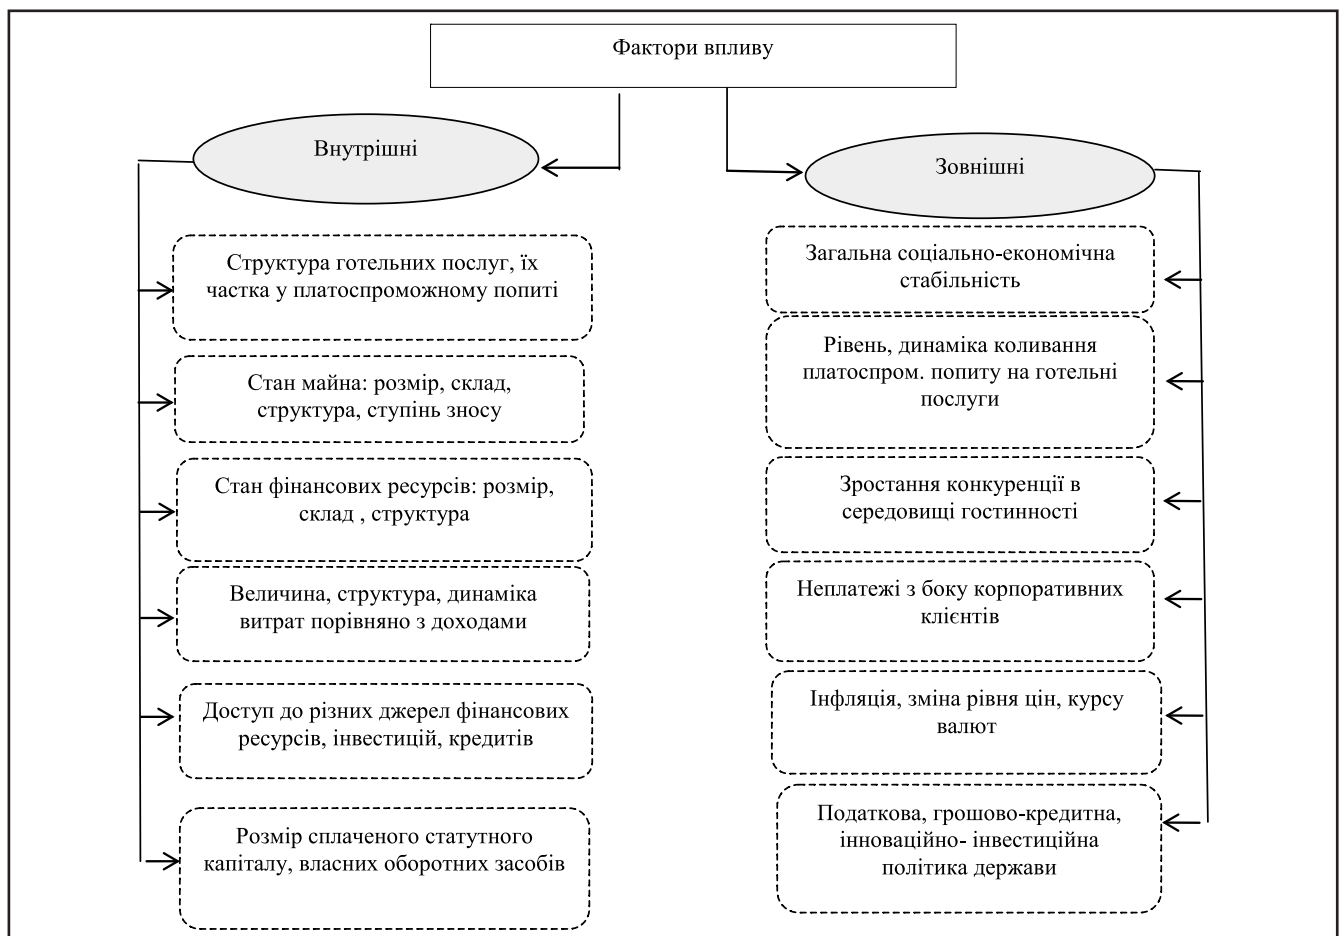 Фактори впливу
Внутрішні
Структура готельних послуг, їх
частка у платоспроможному попиті
Стан майна: розмір, склад,
структура, ступінь зносу
Стан фінансових ресурсів: розмір,
склад , структура
Величина, структура, динаміка
витрат порівняно з доходами
Доступ до різних джерел фінансових
ресурсів, інвестицій, кредитів
Розмір сплаченого статутного
капіталу, власних оборотних засобів
Зовнішні
Загальна соціально-економічна
стабільність
Рівень, динаміка коливання
платоспром. попиту на готельні
послуги
Зростання конкуренції в
середовищі гостинності
Неплатежі з боку корпоративних
клієнтів
Інфляція, зміна рівня цін, курсу
валют
Податкова, грошово-кредитна,
інноваційно- інвестиційна
політика держави